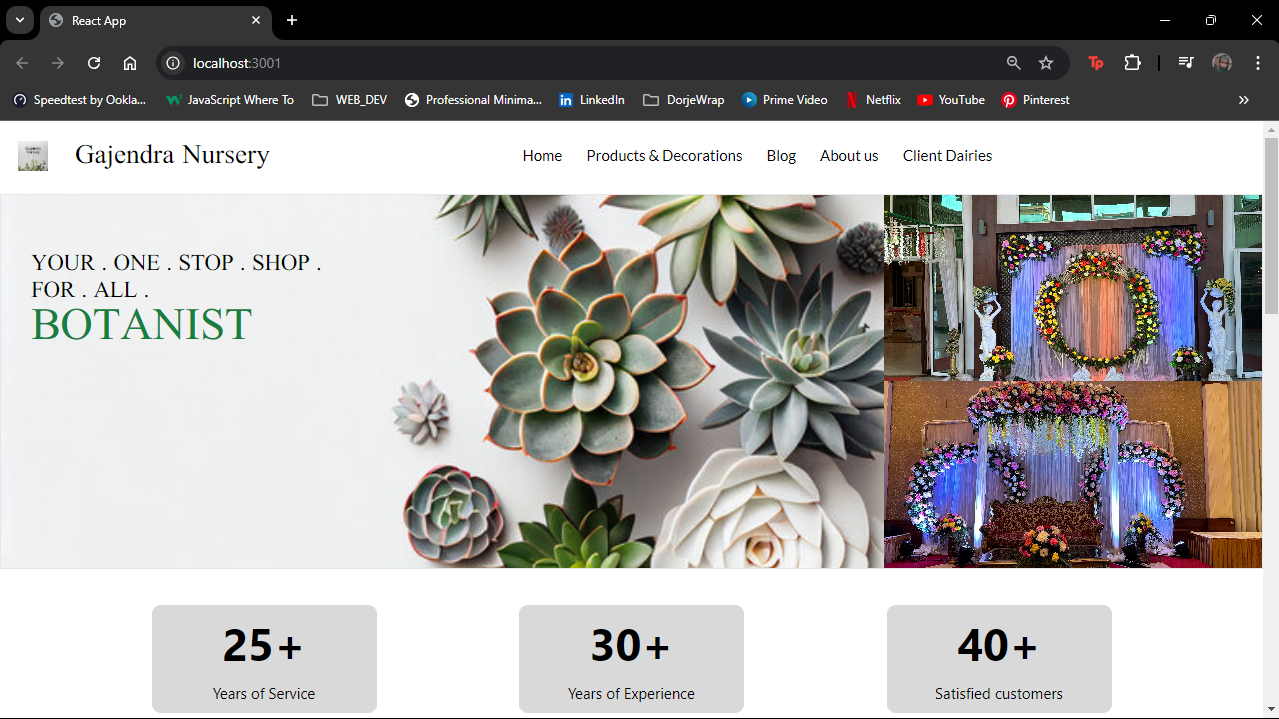 React App
localhost:3001
Speedtest by Ookla...
JavaScript Where To
WEB_DEV
Professional Minima...
LinkedIn
DorjeWrap
Prime Video
Netflix
YouTube
Pinterest
Gajendra Nursery
Home
Products & Decorations
Blog
About us
Client Dairies
YOUR . ONE . STOP . SHOP .
FOR . ALL .
BOTANIST
25+
Years of Service
30+
Years of Experience
40+
Satisfied customers